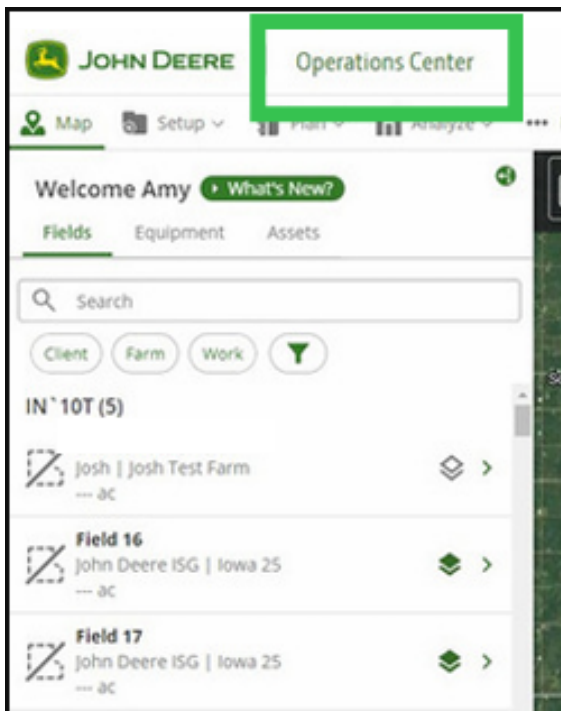 JOHN DEERE Operations Center
Map Setup Plan Analyze
Welcome Amy What's New?
Fields Equipment Assets
Search
Client Farm Work
IN`10T (5)
Josh | Josh Test Farm
--- ac
Field 16
John Deere ISG | Iowa 25
--- ac
Field 17
John Deere ISG | Iowa 25
--- ac